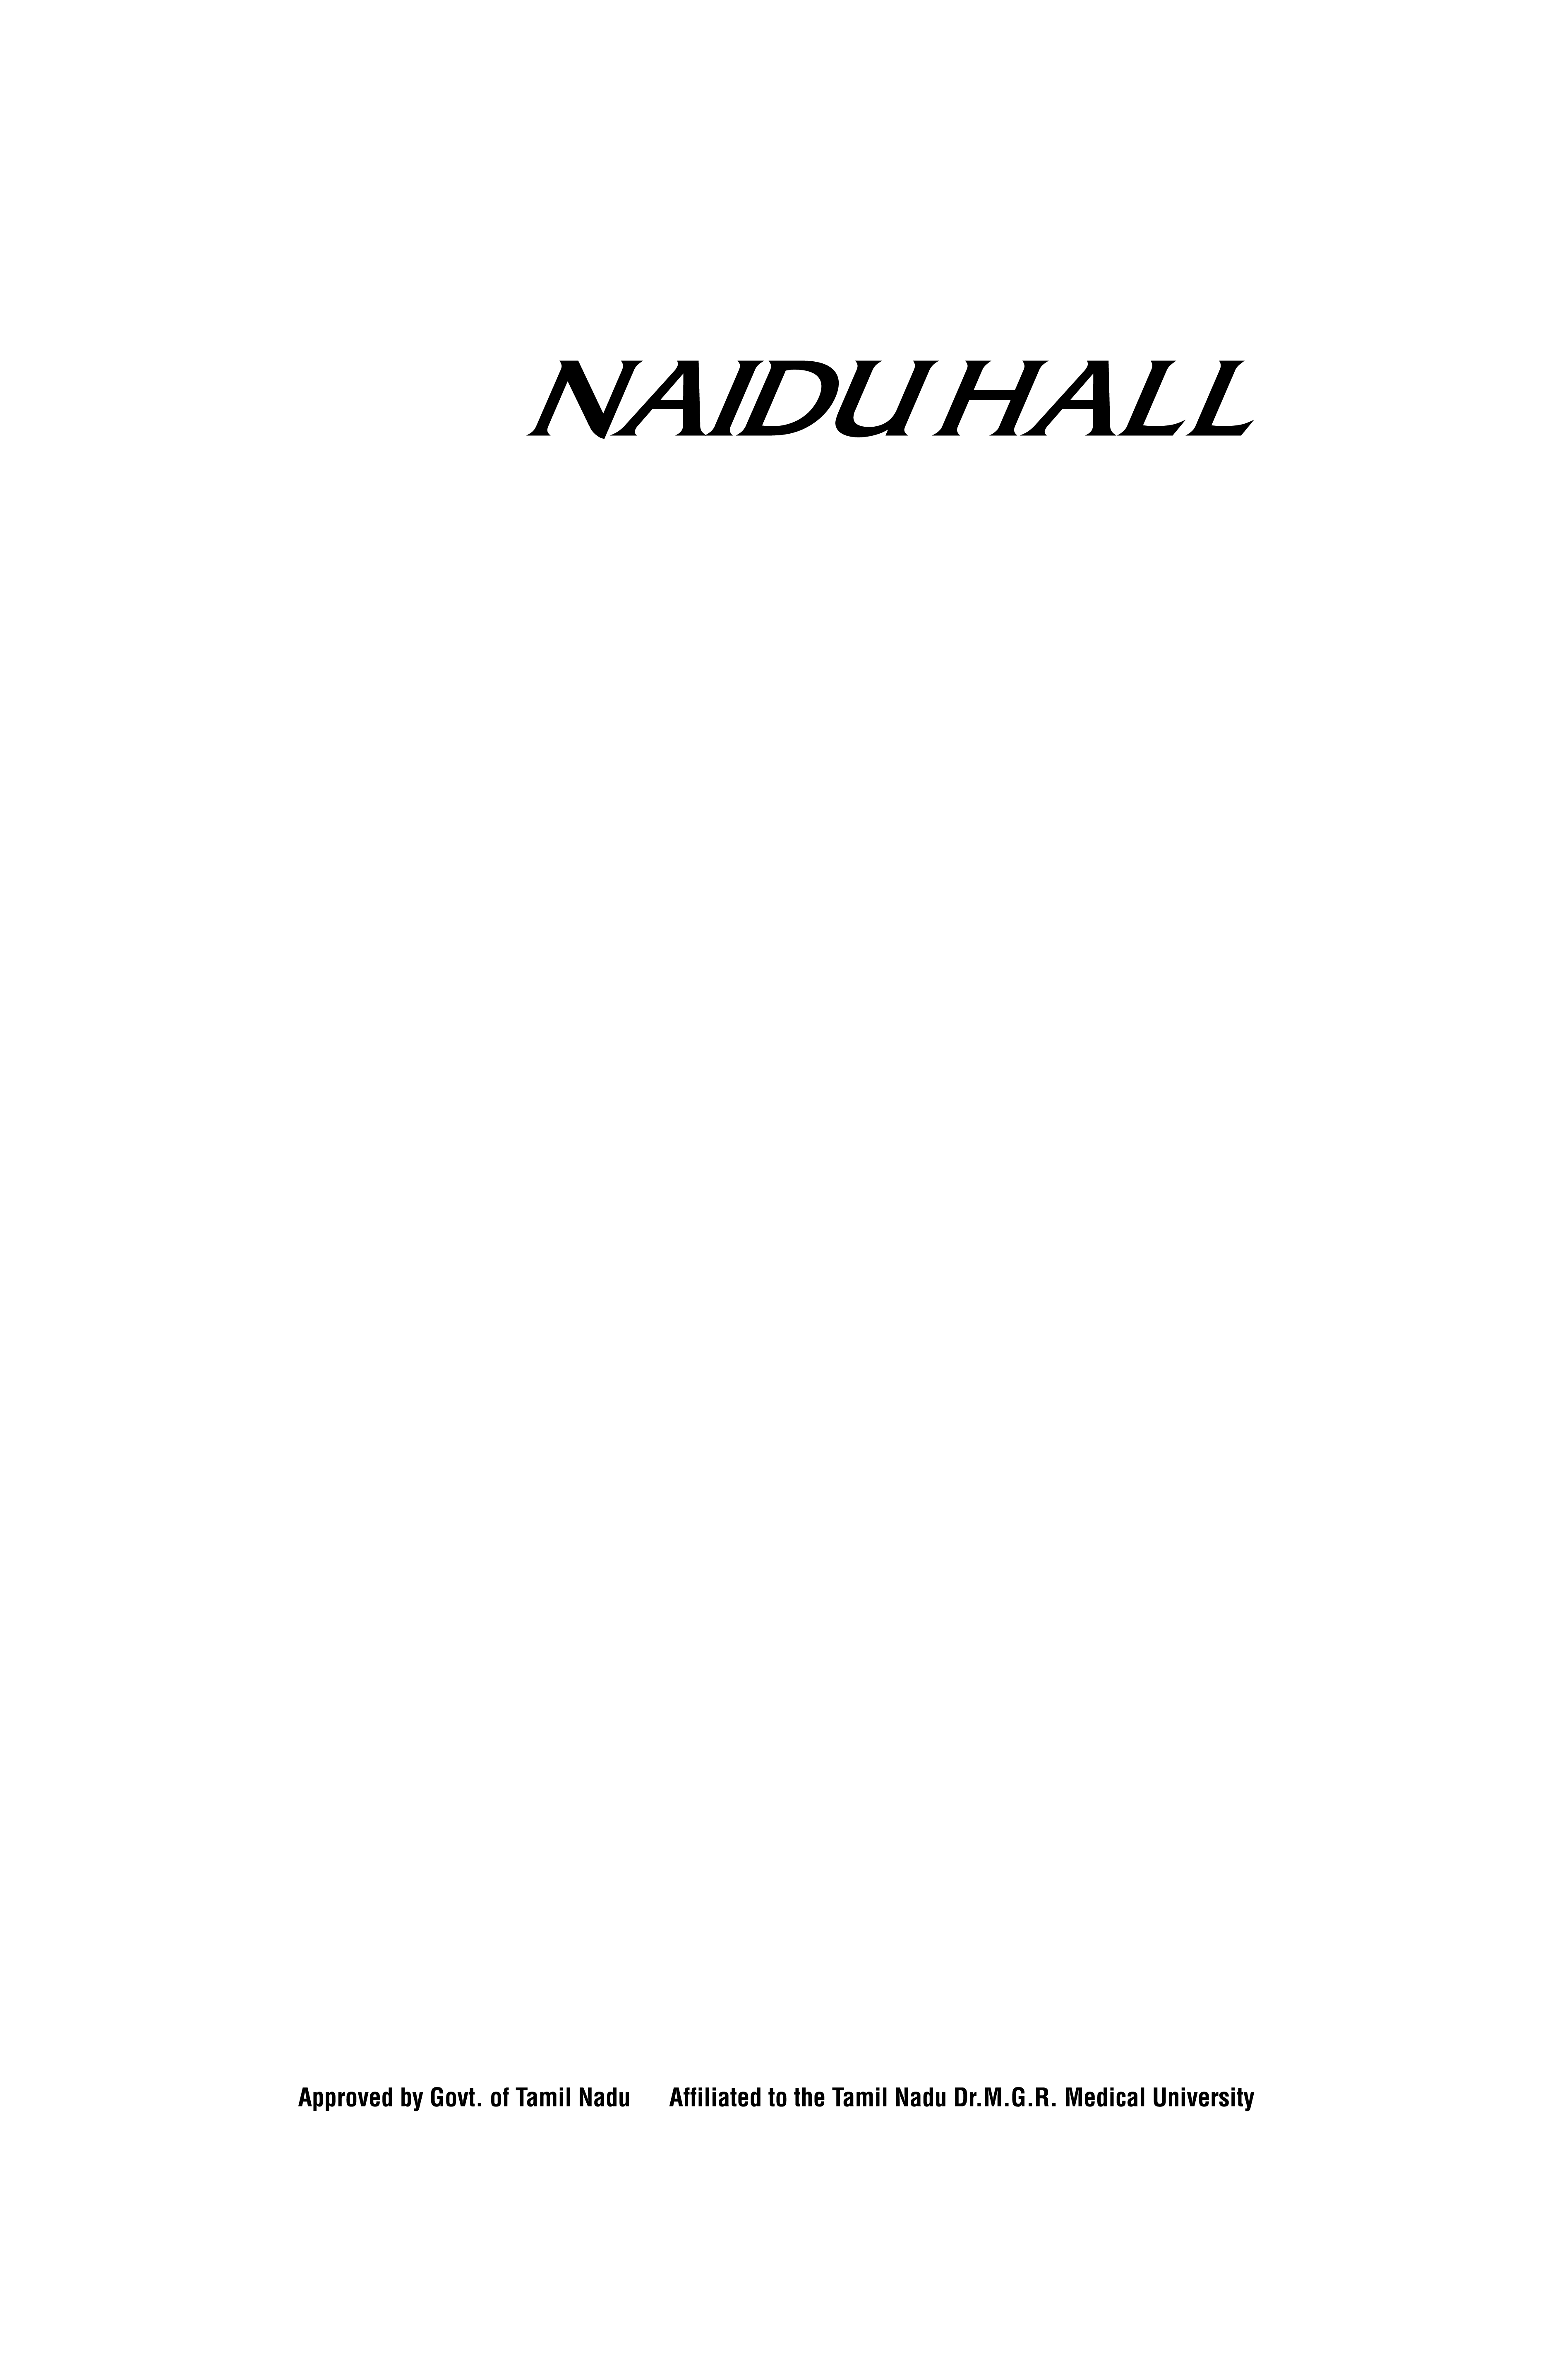 NAIDU HALL
Approved by Govt. of Tamil Nadu Affiliated to the Tamil Nadu Dr.M.G.R. Medical University